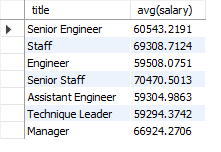 title avg(salary)
Senior Engineer 60543.2191
Staff 69308.7124
Engineer 59508.0751
Senior Staff 70470.5013
Assistant Engineer 59304.9863
Technique Leader 59294.3742
Manager 66924.2706